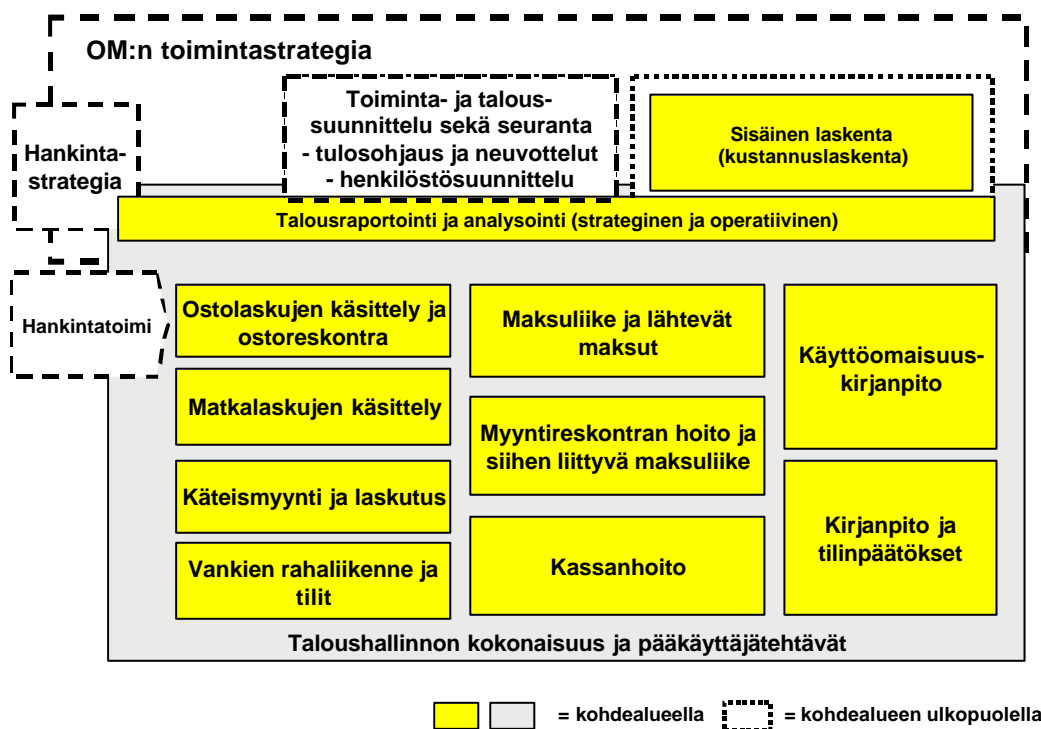 OM:n toimintastrategia
Toiminta- ja talous-
suunnittelu sekä seuranta
- tulosohjaus ja neuvottelut
- henkilöstösuunnittelu
Sisäinen laskenta
(kustannuslaskenta)
Hankinta-
strategia
Talousraportointi ja analysointi (strateginen ja operatiivinen)
Hankintatoimi
Ostolaskujen käsittely ja
ostoreskontra
Matkalaskujen käsittely
Käteismyynti ja laskutus
Vankien rahaliikenne ja
tilit
Maksuliike ja lähtevät
maksut
Myyntireskontran hoito ja
siihen liittyvä maksuliike
Kassanhoito
Käyttöomaisuus-
kirjanpito
Kirjanpito ja
tilinpäätökset
Taloushallinnon kokonaisuus ja pääkäyttäjätehtävät
= kohdealueella
= kohdealueen ulkopuolella